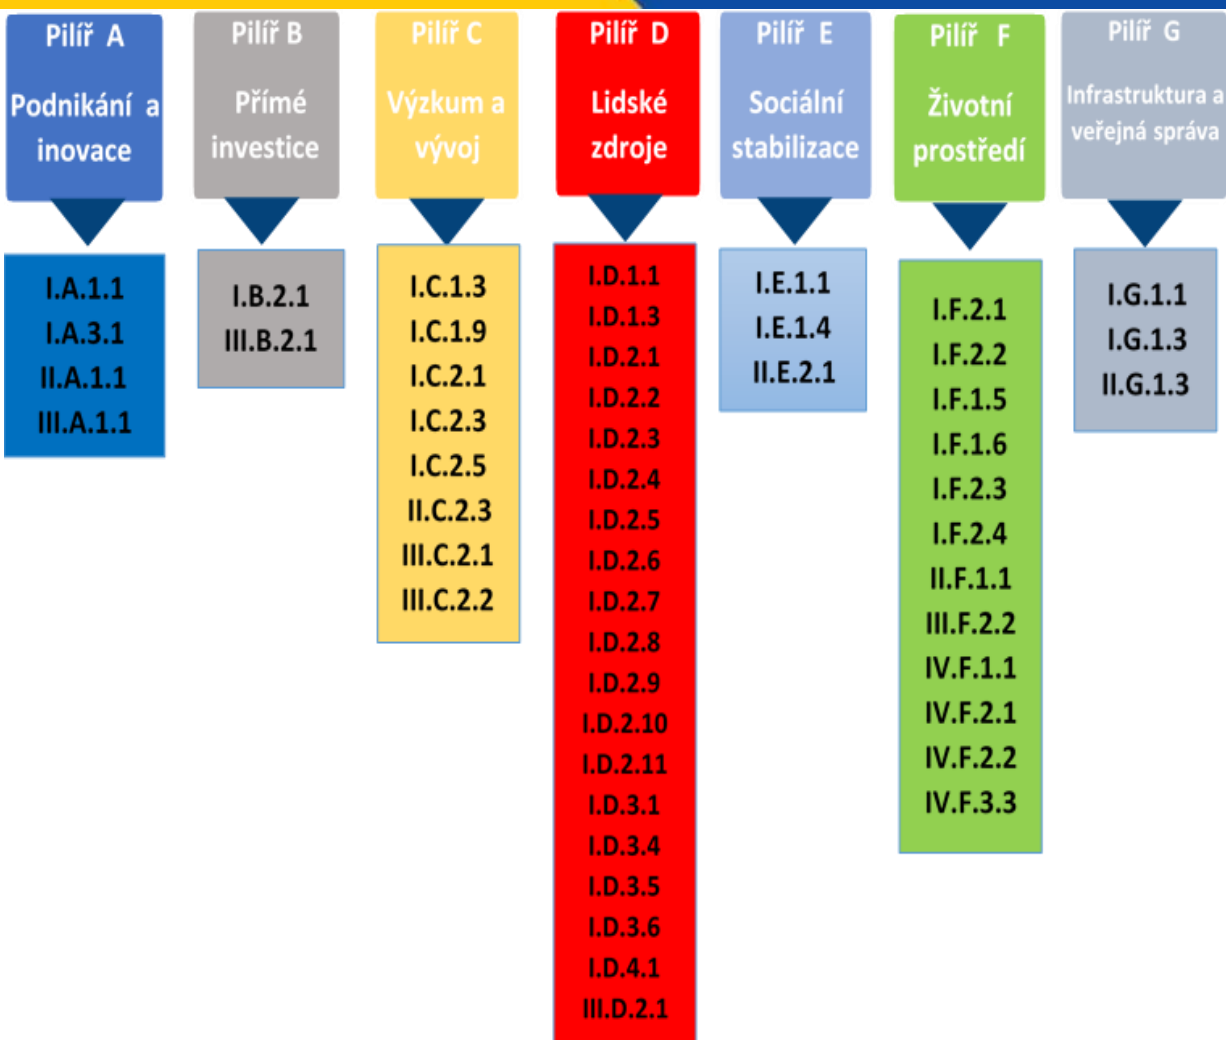 Pilíř A
Podnikání a
inovace
I.A.1.1
I.A.3.1
II.A.1.1
III.A.1.1
Pilíř B
Přímé
investice
I.B.2.1
III.B.2.1
Pilíř C
Výzkum a
vývoj
I.C.1.3
I.C.1.9
I.C.2.1
I.C.2.3
I.C.2.5
II.C.2.3
III.C.2.1
III.C.2.2
Pilíř D
Lidské
zdroje
I.D.1.1
I.D.1.3
I.D.2.1
I.D.2.2
I.D.2.3
I.D.2.4
I.D.2.5
I.D.2.6
I.D.2.7
I.D.2.8
I.D.2.9
I.D.2.10
I.D.2.11
I.D.3.1
I.D.3.4
I.D.3.5
I.D.3.6
I.D.4.1
III.D.2.1
Pilíř E
Sociální
stabilizace
I.E.1.1
I.E.1.4
II.E.2.1
Pilíř F
Životní
prostředí
I.F.2.1
I.F.2.2
I.F.1.5
I.F.1.6
I.F.2.3
I.F.2.4
II.F.1.1
III.F.2.2
IV.F.1.1
IV.F.2.1
IV.F.2.2
IV.F.3.3
Pilíř G
Infrastruktura a
veřejná správa
I.G.1.1
I.G.1.3
II.G.1.3